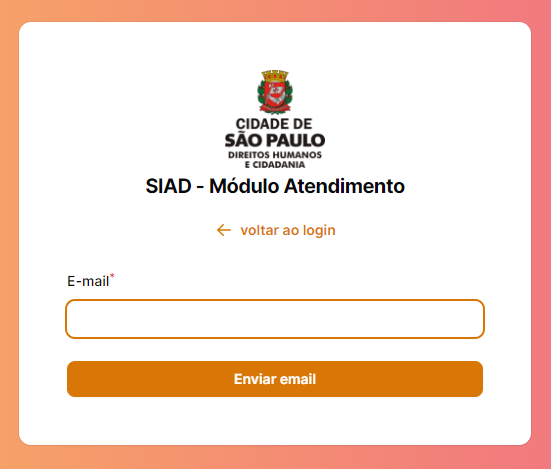 CIDADE DE
SÃO PAULO
DIREITOS HUMANOS
E CIDADANIA
SIAD - Módulo Atendimento
← voltar ao login
E-mail*
Enviar email